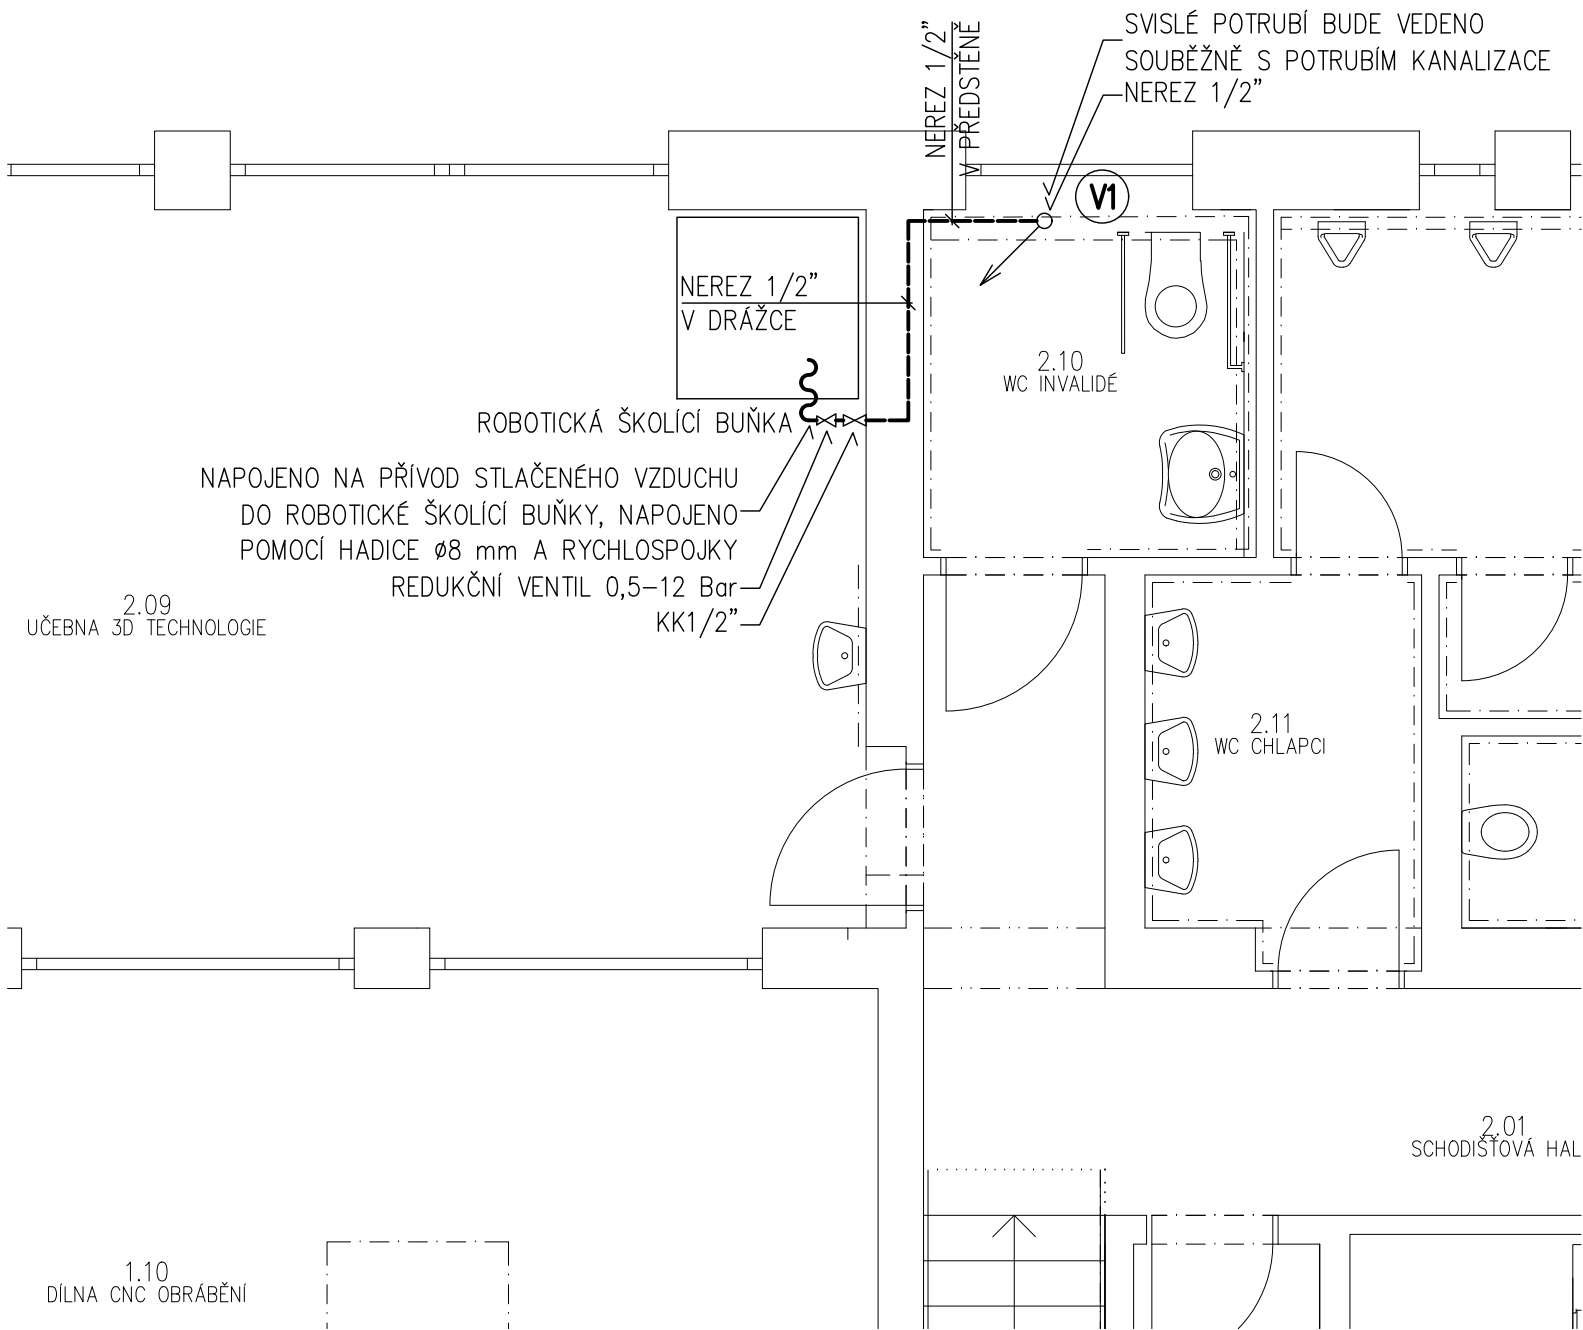 SVISLÉ POTRUBÍ BUDE VEDENO
SOUBĚŽNĚ S POTRUBÍM KANALIZACE
NEREZ 1/2”
NEREZ 1/2”
V PŘEDSTĚNĚ
V1
NEREZ 1/2”
V DRÁŽCE
2.10
WC INVALIDÉ
ROBOTICKÁ ŠKOLÍCÍ BUŇKA
NAPOJENO NA PŘÍVOD STLAČENÉHO VZDUCHU
DO ROBOTICKÉ ŠKOLÍCÍ BUŇKY, NAPOJENO
POMOCÍ HADICE ø8 mm A RYCHLOSPOJKY
REDUKČNÍ VENTIL 0,5–12 Bar
KK1/2”
2.09
UČEBNA 3D TECHNOLOGIE
2.11
WC CHLAPCI
2.01
SCHODIŠŤOVÁ HAL
1.10
DÍLNA CNC OBRÁBĚNÍ